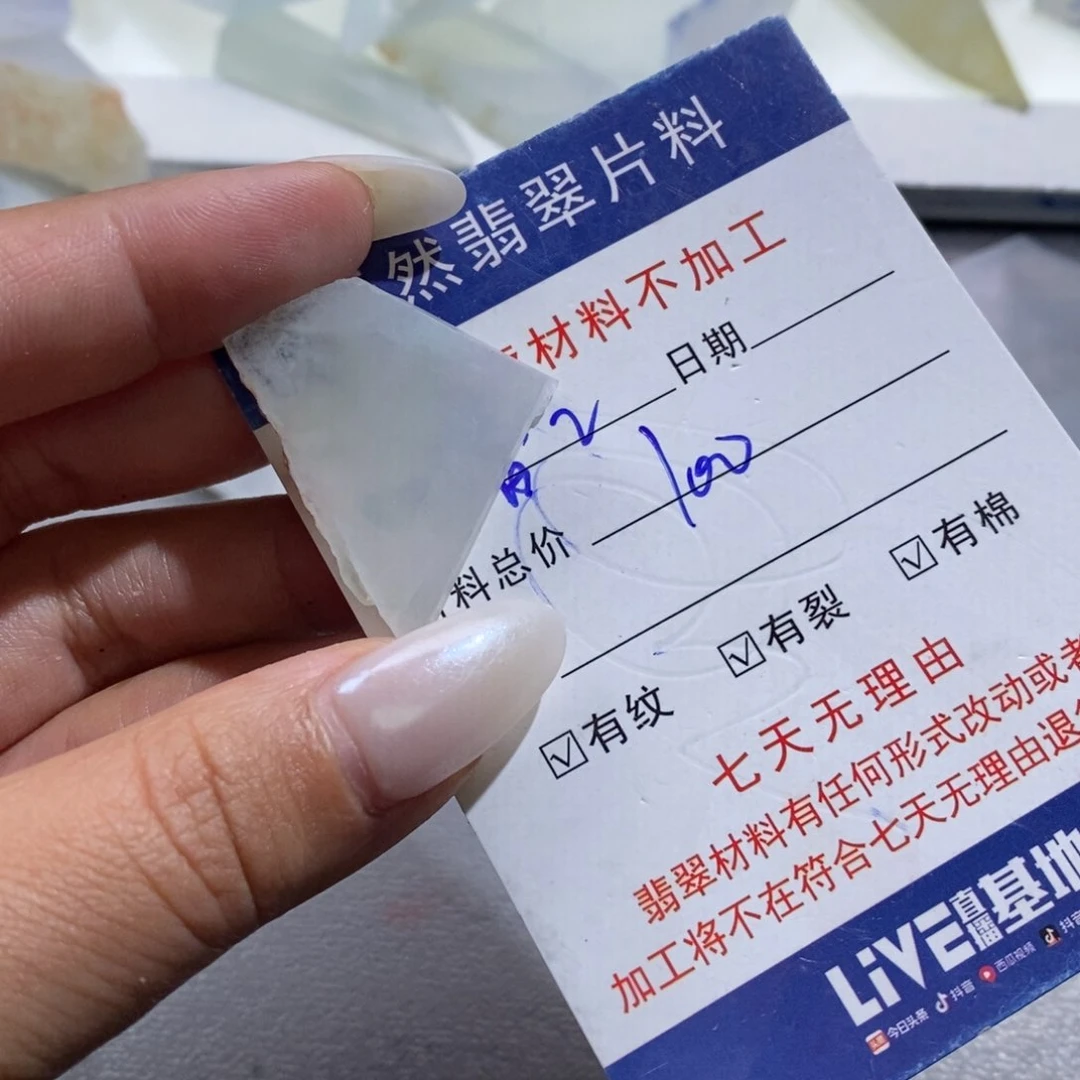 然翡翠片料
材料不加工
日期
2
料总价 100
☑有纹 ☑有裂 ☑有棉
七天无理由
翡翠材料有任何形式改动或者
加工将不在符合七天无理由退
LiVE直播基地
今日头条 抖音 西瓜视频 抖音